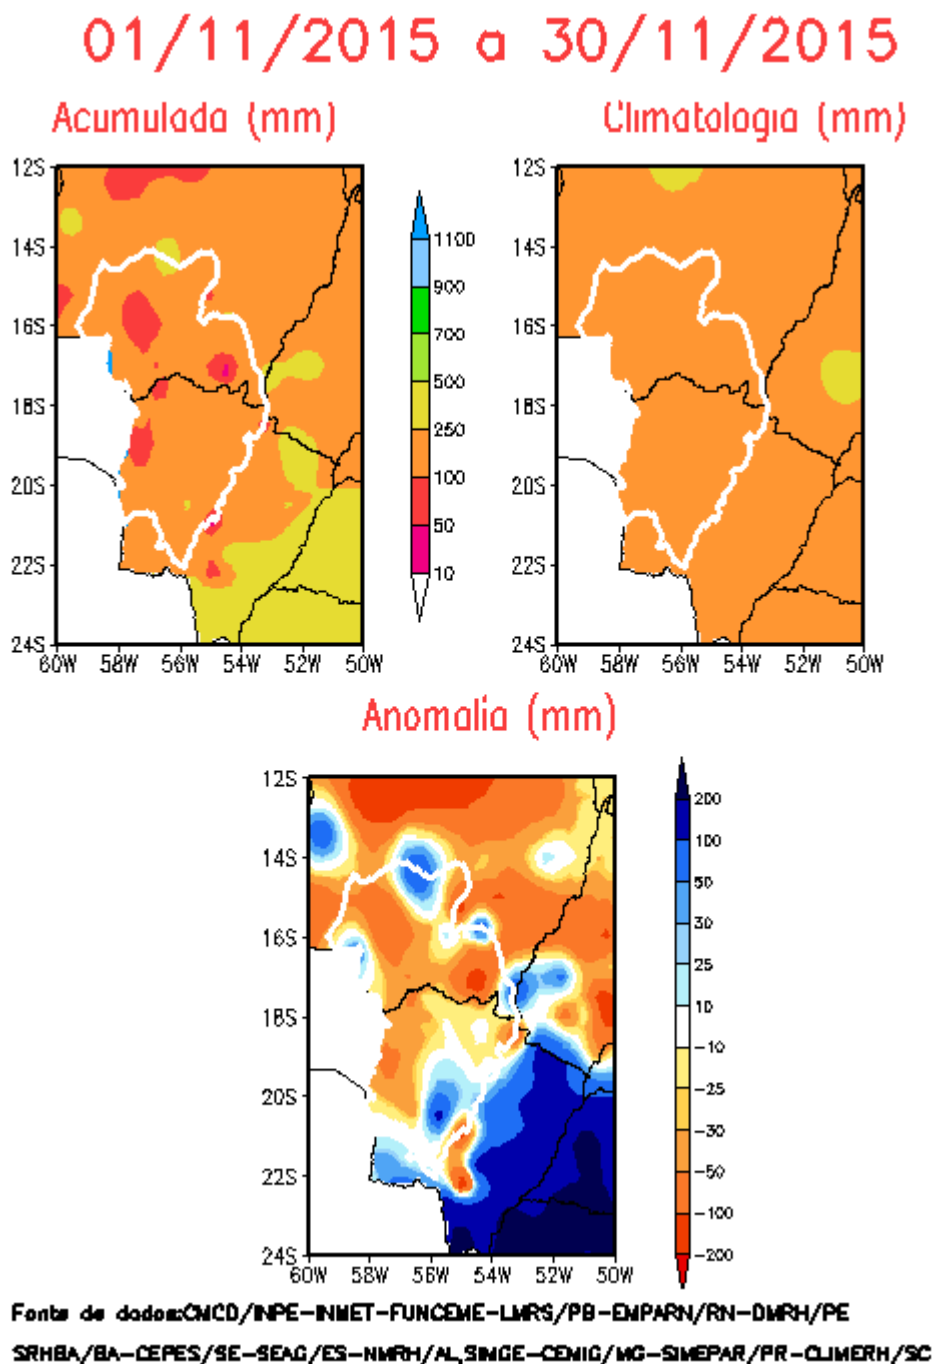 01/11/2015 a 30/11/2015
Acumulada (mm)
Climatologia (mm)
12S
14S
16S
18S
20S
22S
24S
60W 58W 56W 54W 52W 50W
1100
900
700
500
250
100
50
10
12S
14S
16S
18S
20S
22S
24S
60W 58W 56W 54W 52W 50W
Anomalia (mm)
12S
14S
16S
18S
20S
22S
24S
60W 58W 56W 54W 52W 50W
200
100
50
30
25
10
-10
-25
-30
-50
-100
-200
Fonte de dados:CMCD/INPE-INMET-FUNCEME-LMRS/PB-EMPARN/RN-DMRH/PE
SRHBA/BA-CEPES/SE-SEAG/ES-NMRH/AL,SIMGE-CEMIG/MG-SIMEPAR/PR-CLIMERH/SC